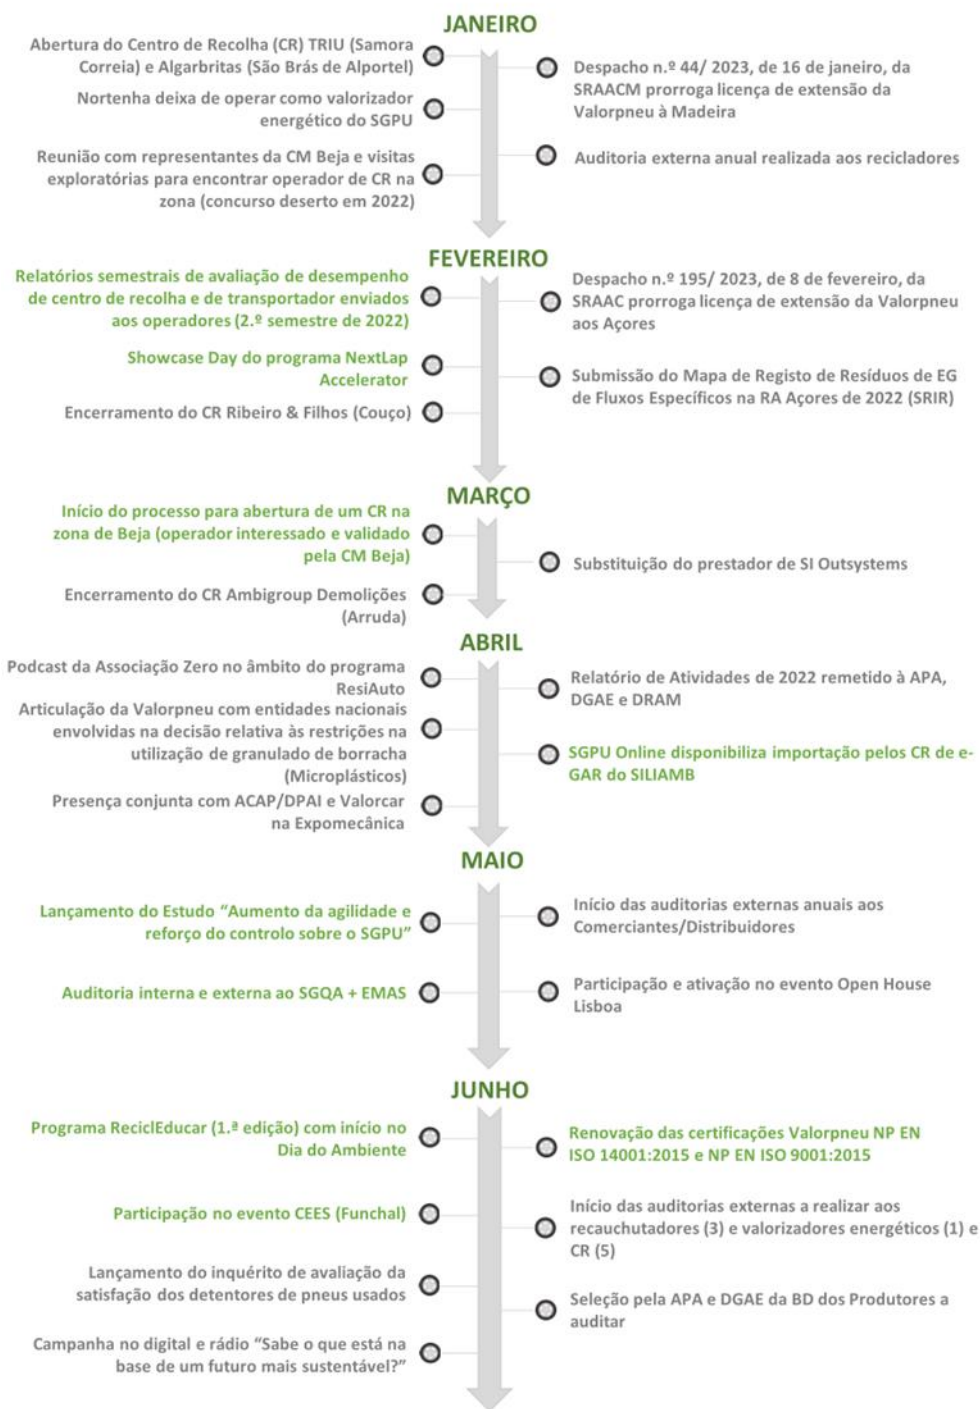 JANEIRO
Abertura do Centro de Recolha (CR) TRIU (Samora
Correia) e Algarbritas (São Brás de Alportel)
Nortenha deixa de operar como valorizador
energético do SGPU
Reunião com representantes da CM Beja e visitas
exploratórias para encontrar operador de CR na
zona (concurso deserto em 2022)
Despacho n.º 44/ 2023, de 16 de janeiro, da
SRAACM prorroga licença de extensão da
Valorpneu à Madeira
Auditoria externa anual realizada aos recicladores
FEVEREIRO
Relatórios semestrais de avaliação de desempenho
de centro de recolha e de transportador enviados
aos operadores (2.º semestre de 2022)
Showcase Day do programa NextLap
Accelerator
Encerramento do CR Ribeiro & Filhos (Couço)
Despacho n.º 195/ 2023, de 8 de fevereiro, da
SRAAC prorroga licença de extensão da Valorpneu
aos Açores
Submissão do Mapa de Registo de Resíduos de EG
de Fluxos Específicos na RA Açores de 2022 (SRIR)
MARÇO
Início do processo para abertura de um CR na
zona de Beja (operador interessado e validado
pela CM Beja)
Encerramento do CR Ambigroup Demolições
(Arruda)
Substituição do prestador de SI Outsystems
ABRIL
Podcast da Associação Zero no âmbito do programa
ResiAuto
Articulação da Valorpneu com entidades nacionais
envolvidas na decisão relativa às restrições na
utilização de granulado de borracha
(Microplásticos)
Presença conjunta com ACAP/DPAI e Valorcar
na Expomecânica
Relatório de Atividades de 2022 remetido à APA,
DGAE e DRAM
SGPU Online disponibiliza importação pelos CR de e-
GAR do SILIAMB
MAIO
Lançamento do Estudo “Aumento da agilidade e
reforço do controlo sobre o SGPU”
Auditoria interna e externa ao SGQA + EMAS
Início das auditorias externas anuais aos
Comerciantes/Distribuidores
Participação e ativação no evento Open House
Lisboa
JUNHO
Programa ReciclEducar (1.ª edição) com início no
Dia do Ambiente
Participação no evento CEES (Funchal)
Lançamento do inquérito de avaliação da
satisfação dos detentores de pneus usados
Campanha no digital e rádio “Sabe o que está na
base de um futuro mais sustentável?”
Renovação das certificações Valorpneu NP EN
ISO 14001:2015 e NP EN ISO 9001:2015
Início das auditorias externas a realizar aos
recauchutadores (3) e valorizadores energéticos (1) e
CR (5)
Seleção pela APA e DGAE da BD dos Produtores a
auditar